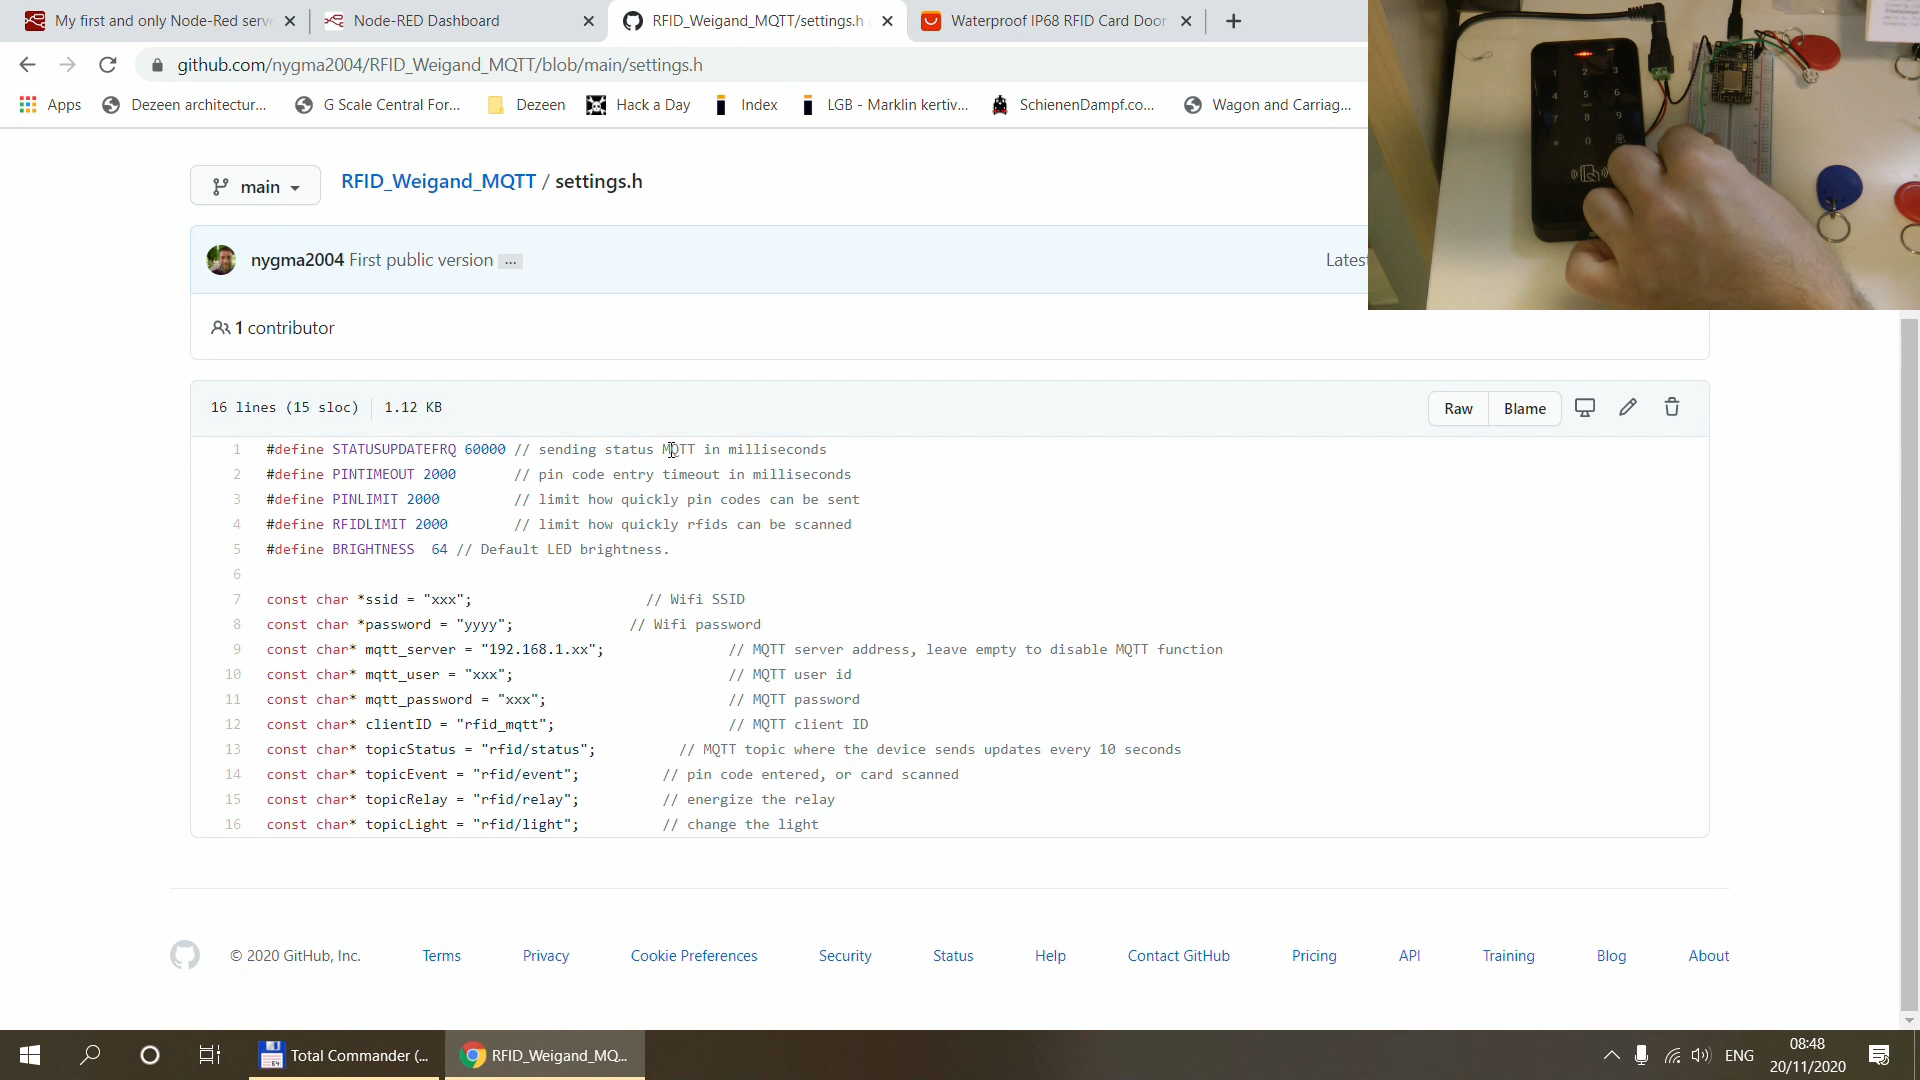 My first and only Node-Red serve
Node-RED Dashboard
RFID_Weigand_MQTT/settings.h
Waterproof IP68 RFID Card Door
github.com/nygma2004/RFID_Weigand_MQTT/blob/main/settings.h
Apps
Dezeen architectur...
G Scale Central For...
Dezeen
Hack a Day
Index
LGB - Marklin kertiv...
SchienenDampf.co...
Wagon and Carriag...
main
RFID_Weigand_MQTT / settings.h
nygma2004 First public version ...
Latest
1 contributor
16 lines (15 sloc) 1.12 KB
Raw
Blame
1 #define STATUSUPDATEFRQ 60000 // sending status MQTT in milliseconds
2 #define PINTIMEOUT 2000 // pin code entry timeout in milliseconds
3 #define PINLIMIT 2000 // limit how quickly pin codes can be sent
4 #define RFIDLIMIT 2000 // limit how quickly rfids can be scanned
5 #define BRIGHTNESS 64 // Default LED brightness.
6
7 const char *ssid = "xxx"; // Wifi SSID
8 const char *password = "yyyy"; // Wifi password
9 const char* mqtt_server = "192.168.1.xx"; // MQTT server address, leave empty to disable MQTT function
10 const char* mqtt_user = "xxx"; // MQTT user id
11 const char* mqtt_password = "xxx"; // MQTT password
12 const char* clientID = "rfid_mqtt"; // MQTT client ID
13 const char* topicStatus = "rfid/status"; // MQTT topic where the device sends updates every 10 seconds
14 const char* topicEvent = "rfid/event"; // pin code entered, or card scanned
15 const char* topicRelay = "rfid/relay"; // energize the relay
16 const char* topicLight = "rfid/light"; // change the light
© 2020 GitHub, Inc.
Terms
Privacy
Cookie Preferences
Security
Status
Help
Contact GitHub
Pricing
API
Training
Blog
About
Total Commander (...
RFID_Weigand_MQ...
ENG
08:48
20/11/2020
1 2 3
4 5 6
7 8 9
* 0